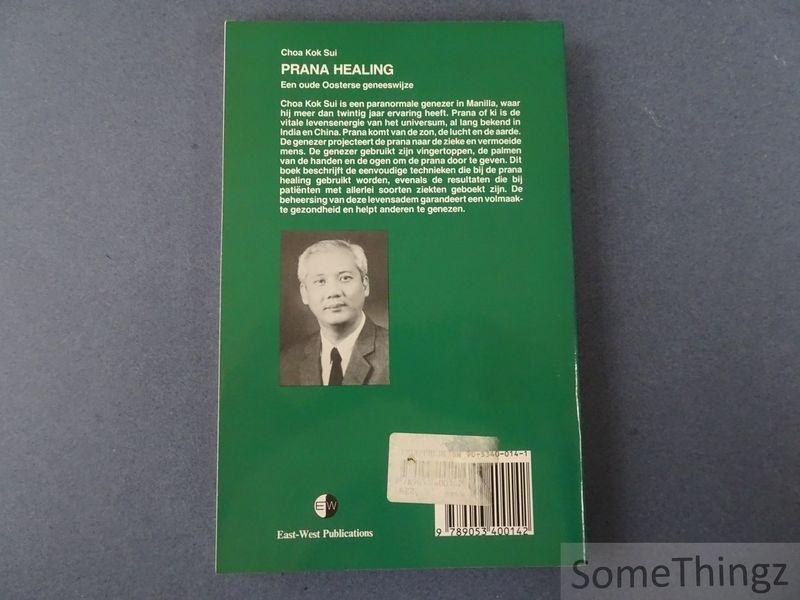 Choa Kok Sui
PRANA HEALING
Een oude Oosterse geneeswijze
Choa Kok Sui is een paranormale genezer in Manilla, waar
hij meer dan twintig jaar ervaring heeft. Prana of ki is de
vitale levensenergie van het universum, al lang bekend in
India en China. Prana komt van de zon, de lucht en de aarde.
De genezer projecteert de prana naar de zieke en vermoeide
mens. De genezer gebruikt zijn vingertoppen, de palmen
van de handen en de ogen om de prana door te geven. Dit
boek beschrijft de eenvoudige technieken die bij de prana
healing gebruikt worden, evenals de resultaten die bij
patiënten met allerlei soorten ziekten geboekt zijn. De
beheersing van deze levensadem garandeert een volmaak-
te gezondheid en helpt anderen te genezen.
90-5340-014-1
9 789053 400142
EW
East-West Publications
SomeThingz